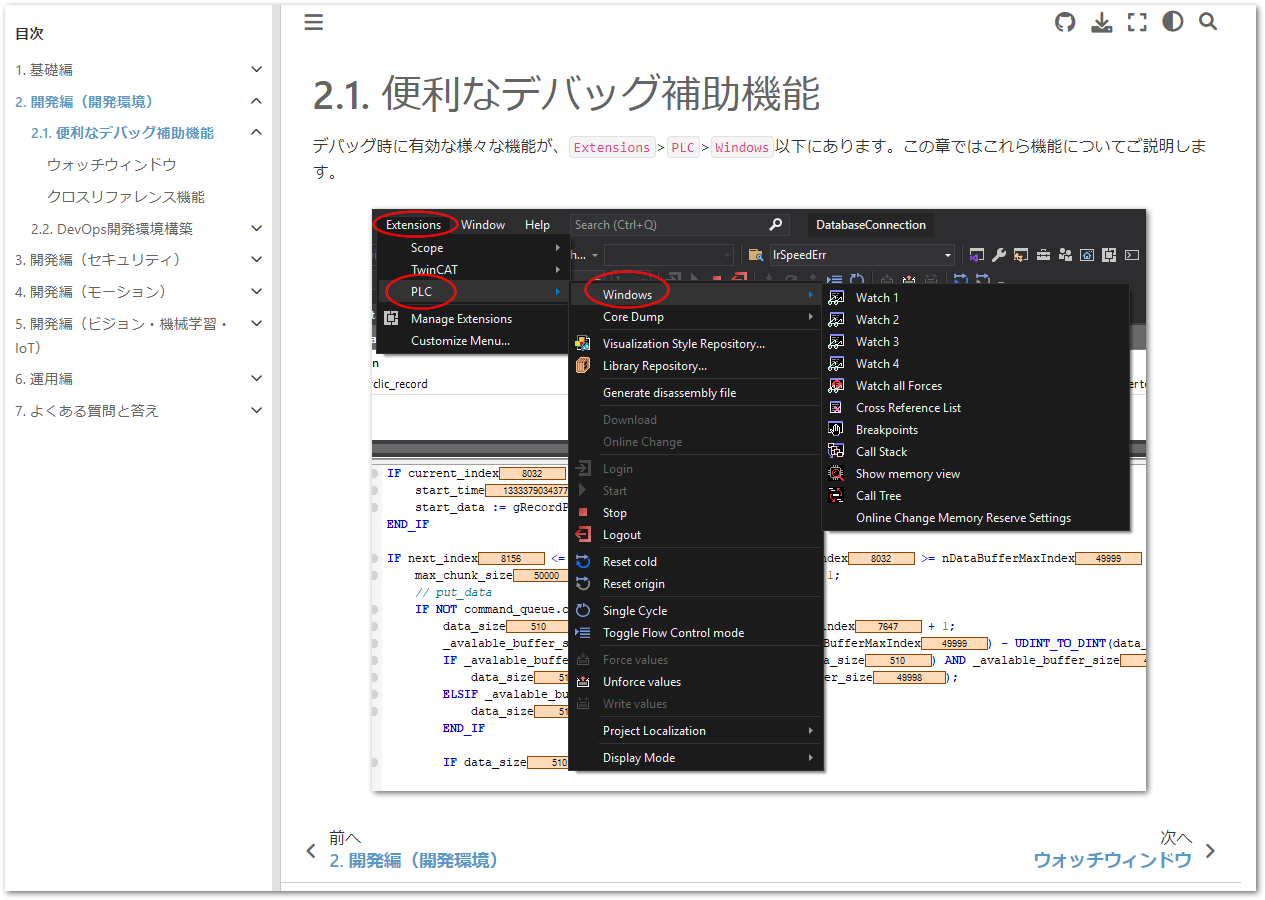 目次
1. 基礎編
2. 開発編（開発環境）
2.1. 便利なデバッグ補助機能
ウォッチウィンドウ
クロスリファレンス機能
2.2. DevOps開発環境構築
3. 開発編（セキュリティ）
4. 開発編（モーション）
5. 開発編（ビジョン・機械学習・
IoT）
6. 運用編
7. よくある質問と答え
2.1. 便利なデバッグ補助機能
デバッグ時に有効な様々な機能が、 Extensions > PLC > Windows 以下にあります。この章ではこれら機能についてご説明しま
す。
Extensions Window Help Search (Ctrl+Q) DatabaseConnection
Scope
lrSpeedErr
TwinCAT
PLC
Manage Extensions
Customize Menu...
Windows
Core Dump
Visualization Style Repository...
Library Repository...
Generate disassembly file
Download
Online Change
Login
Start
Stop
Logout
Reset cold
Reset origin
Single Cycle
Toggle Flow Control mode
Force values
Unforce values
Write values
Project Localization
Display Mode
Watch 1
Watch 2
Watch 3
Watch 4
Watch all Forces
Cross Reference List
Breakpoints
Call Stack
Show memory view
Call Tree
Online Change Memory Reserve Settings
clic_record
IF current_index 8032
start_time 1333379034377
start_data := gRecordP
END_IF
IF next_index 8156 <= dex 8032 >= nDataBufferMaxIndex 49999
max_chunk_size 50000 1;
// put_data
IF NOT command_queue.c
data_size 510 index 7647 + 1;
_avalable_buffer_s BufferMaxIndex 49999 ) - UDINT_TO_DINT(data_
IF _avalable_buffe a_size 510 ) AND _avalable_buffer_size
data_size 51 er_size 49998 );
ELSIF _avalable_bu
data_size 51
END_IF
IF data_size 510
前へ
2. 開発編（開発環境）
次へ
ウォッチウィンドウ